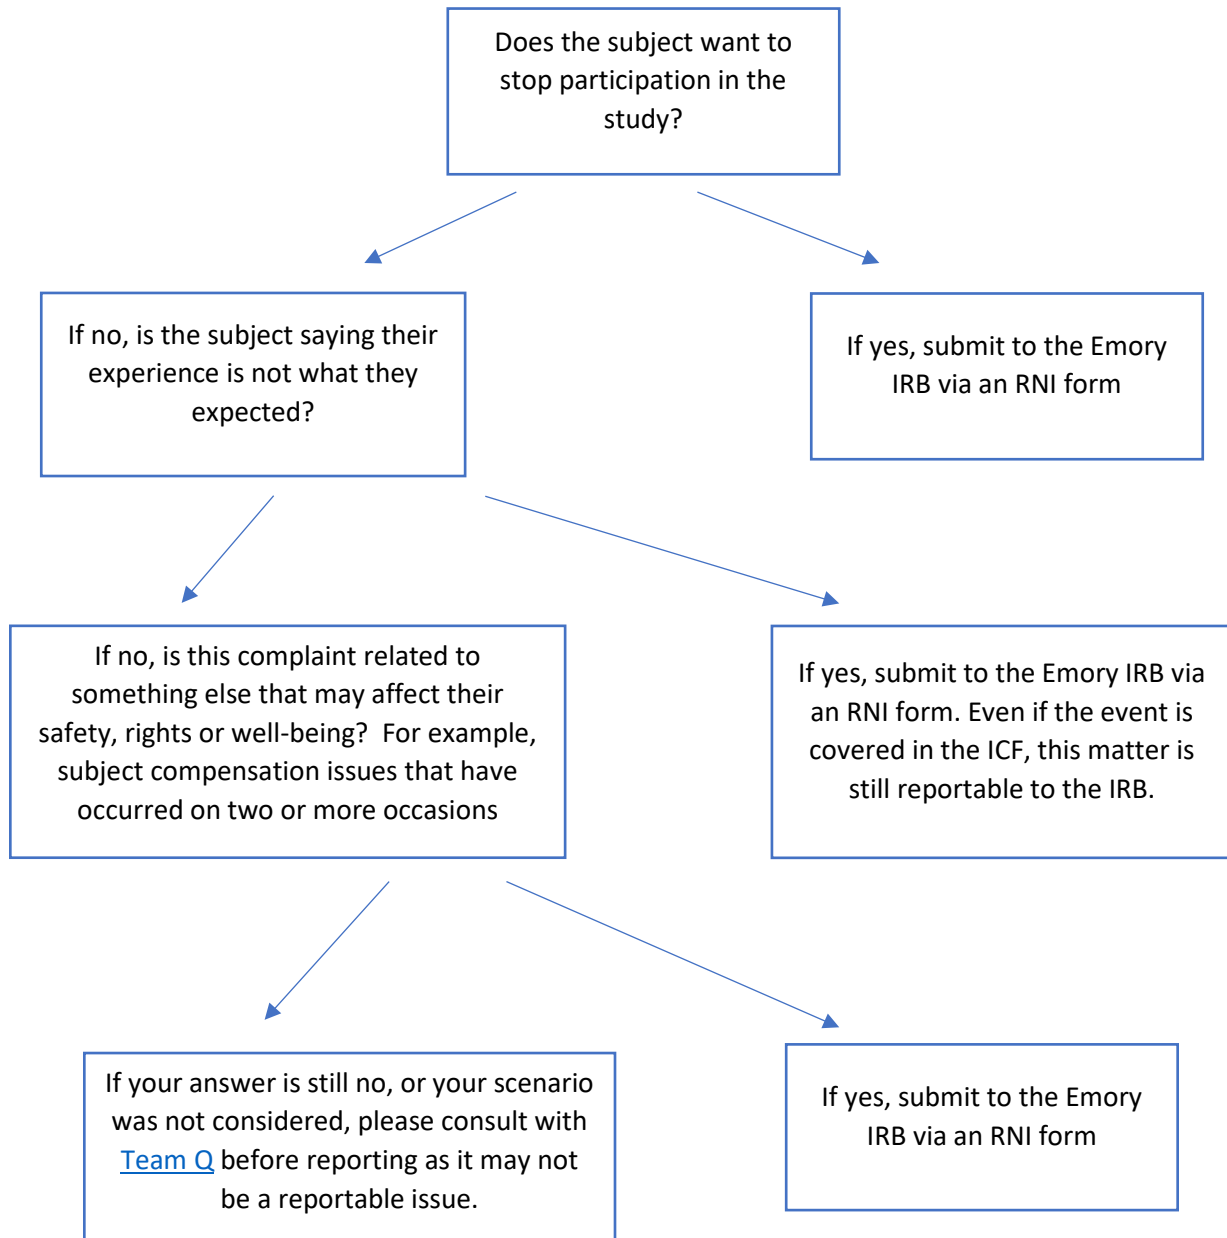 Does the subject want to
stop participation in the
study?
If no, is the subject saying their
experience is not what they
expected?
If yes, submit to the Emory
IRB via an RNI form
If no, is this complaint related to
something else that may affect their
safety, rights or well-being?  For example,
subject compensation issues that have
occurred on two or more occasions
If yes, submit to the Emory IRB via
an RNI form. Even if the event is
covered in the ICF, this matter is
still reportable to the IRB.
If your answer is still no, or your scenario
was not considered, please consult with
Team Q before reporting as it may not
be a reportable issue.
If yes, submit to the Emory
IRB via an RNI form